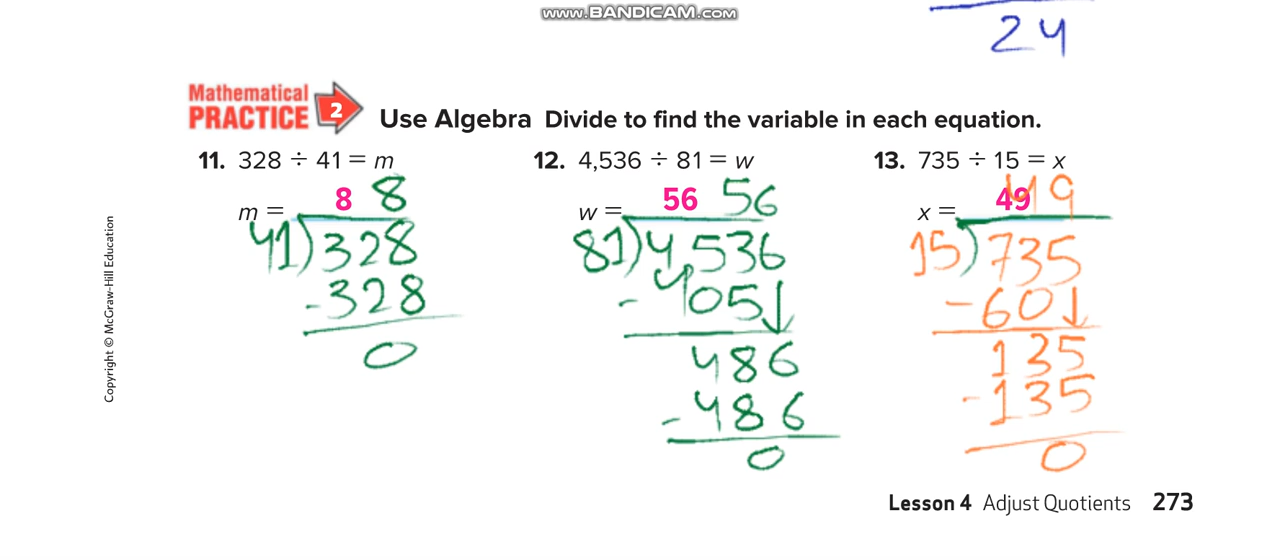 www.BANDICAM.com
24
Mathematical
PRACTICE 2
Use Algebra Divide to find the variable in each equation.
11. 328 ÷ 41 = m
8 8
m =
41)328
-328
0
12. 4,536 ÷ 81 = w
56 56
w =
81)4,536
- 405↓
486
-486
0
13. 735 ÷ 15 = x
49 49
x =
15)735
-60↓
135
-135
0
Copyright © McGraw-Hill Education
Lesson 4 Adjust Quotients 273